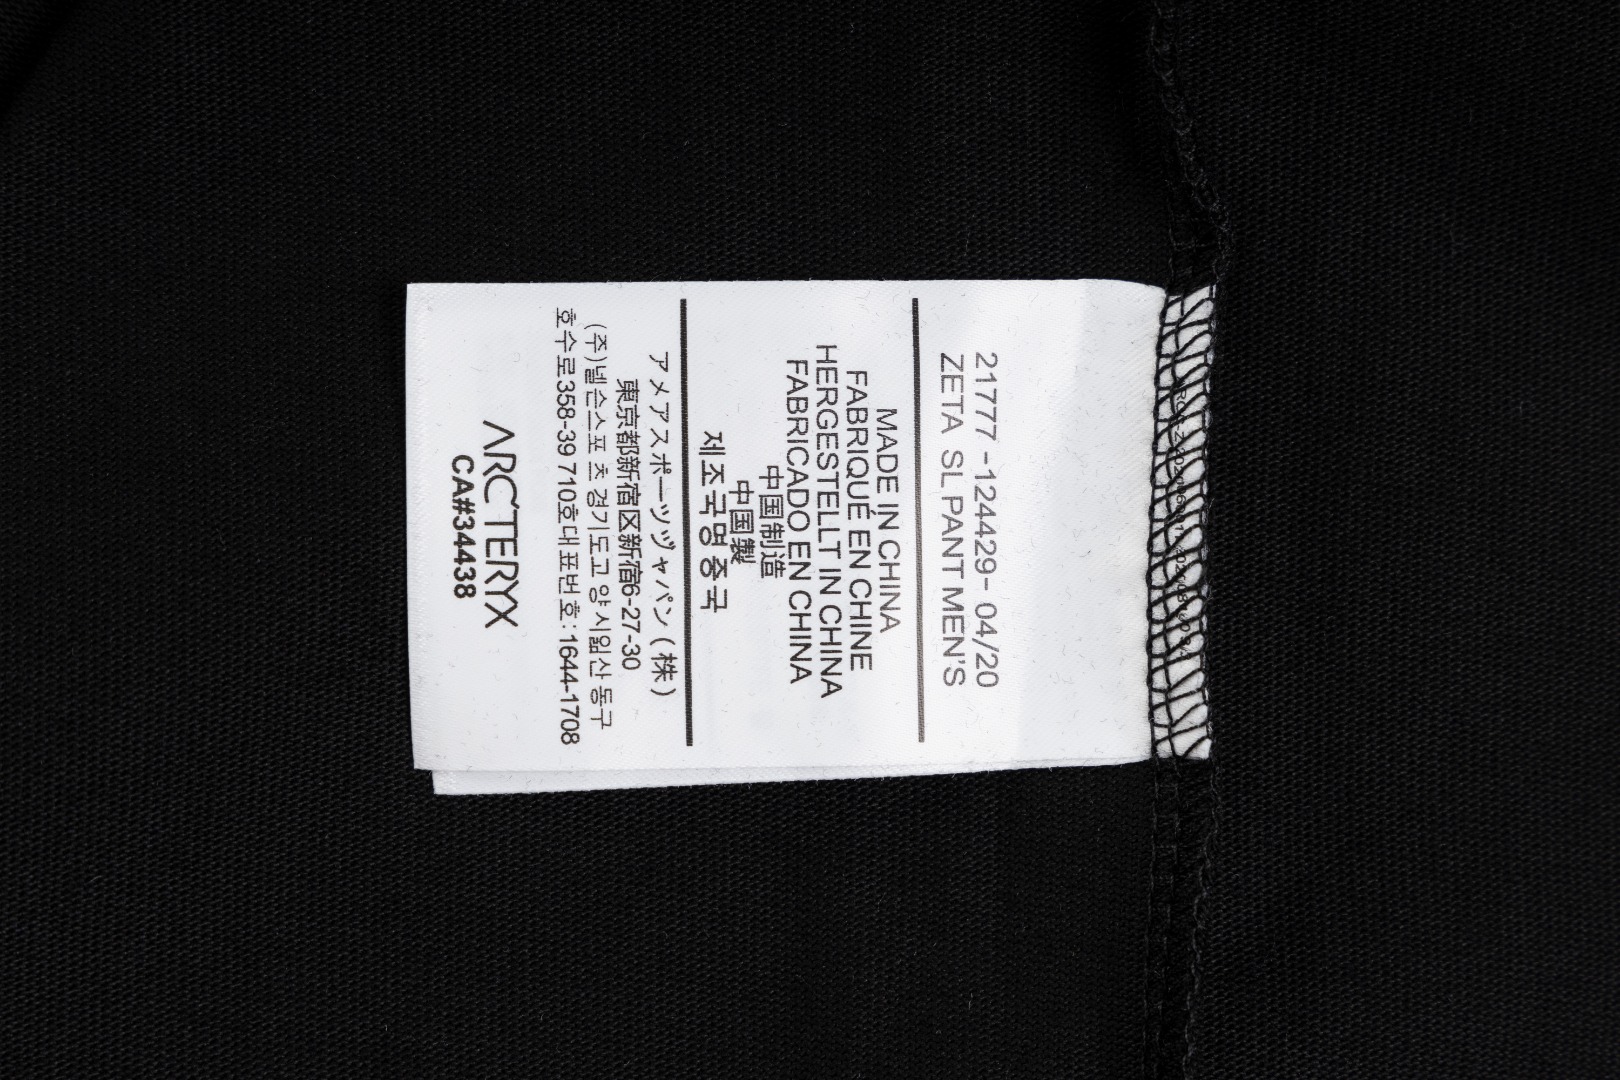 21777 -124429- 04/20
ZETA SL PANT MEN'S
MADE IN CHINA
FABRIQUÉ EN CHINE
HERGESTELLT IN CHINA
FABRICADO EN CHINA
中国制造
中国製
제조국명중국
アメアスポーツヅャパン(株)
東京都新宿区新宿6-27-30
(주)넬슨스포 츠 경기도고 양시읾산 동구
호수로358-39 710호대표번호:1644-1708
ARC'TERYX
CA#34438